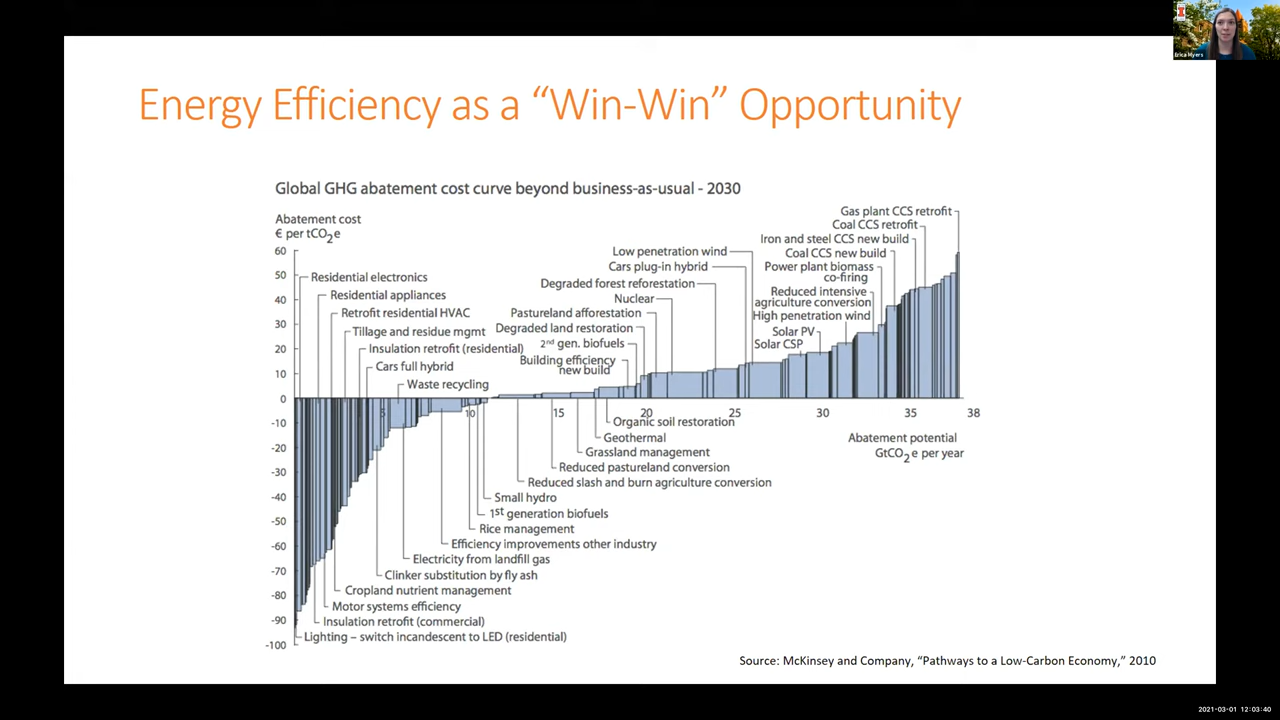 Erica Myers
Energy Efficiency as a “Win-Win” Opportunity
Global GHG abatement cost curve beyond business-as-usual - 2030
Abatement cost
€ per tCO2e
60
50
40
30
20
10
0
-10
-20
-30
-40
-50
-60
-70
-80
-90
-100
Residential electronics
Residential appliances
Retrofit residential HVAC
Tillage and residue mgmt
Insulation retrofit (residential)
Cars full hybrid
Waste recycling
Gas plant CCS retrofit
Coal CCS retrofit
Iron and steel CCS new build
Coal CCS new build
Power plant biomass
co-firing
Reduced intensive
agriculture conversion
High penetration wind
Solar PV
Solar CSP
Low penetration wind
Cars plug-in hybrid
Degraded forest reforestation
Nuclear
Pastureland afforestation
Degraded land restoration
2nd gen. biofuels
Building efficiency
new build
5 10 15 20 25 30 35 38
Organic soil restoration
Geothermal
Grassland management
Reduced pastureland conversion
Reduced slash and burn agriculture conversion
Small hydro
1st generation biofuels
Rice management
Efficiency improvements other industry
Electricity from landfill gas
Clinker substitution by fly ash
Cropland nutrient management
Motor systems efficiency
Insulation retrofit (commercial)
Lighting – switch incandescent to LED (residential)
Abatement potential
GtCO2e per year
Source: McKinsey and Company, “Pathways to a Low-Carbon Economy,” 2010
2021-03-01 12:03:40